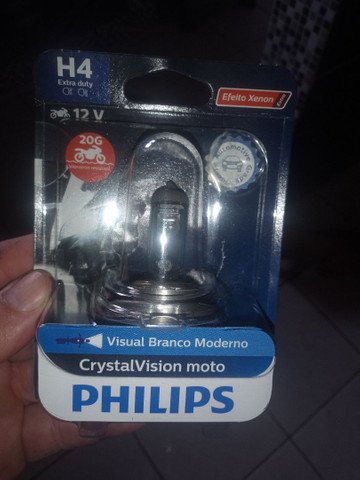 H4
Extra duty
Efeito Xenon
12 V
20G
Visual Branco Moderno
CrystalVision moto
PHILIPS